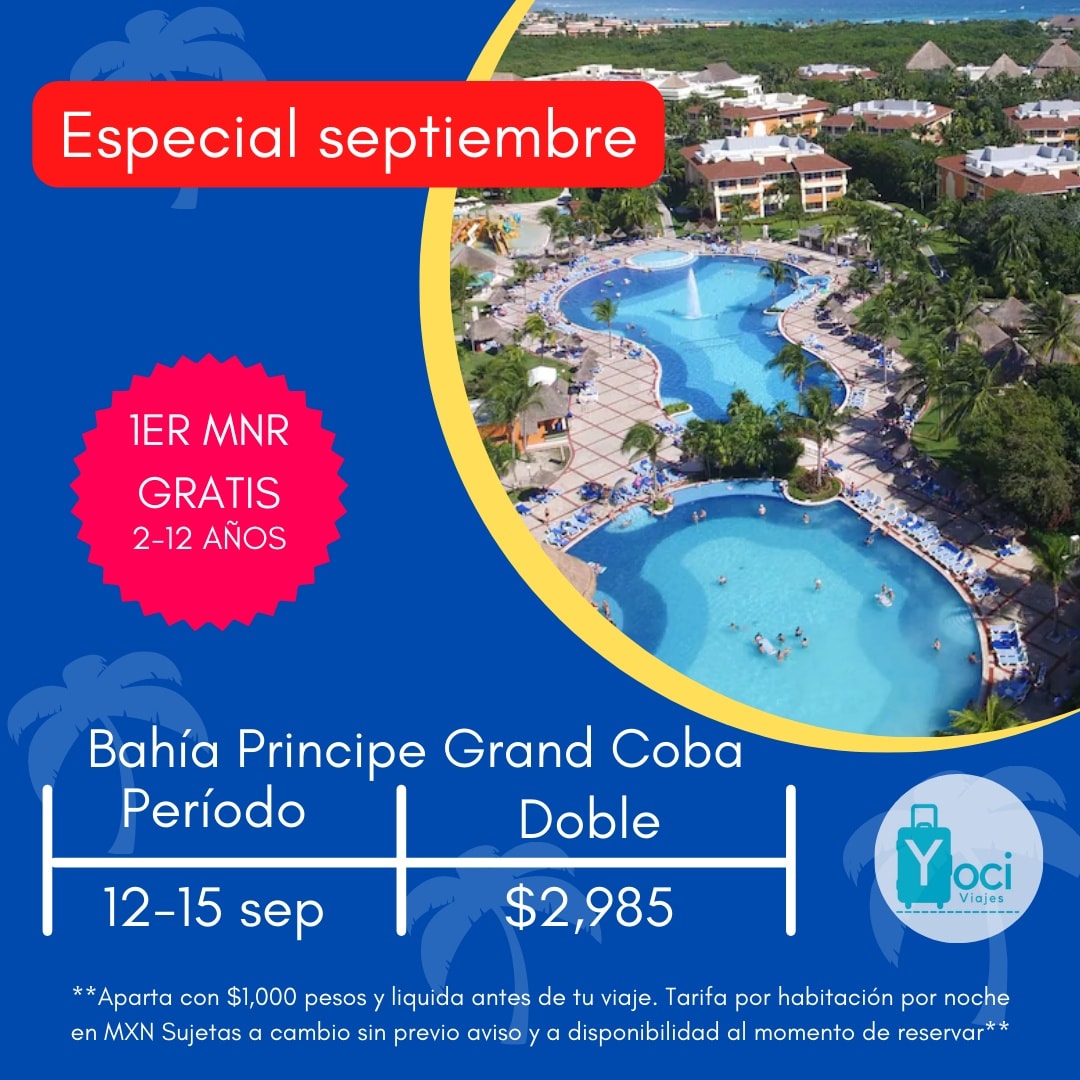 Especial septiembre
1ER MNR
GRATIS
2-12 AÑOS
Bahía Principe Grand Coba
Período
Doble
12-15 sep
$2,985
Yoci
Viajes
**Aparta con $1,000 pesos y liquida antes de tu viaje. Tarifa por habitación por noche
en MXN Sujetas a cambio sin previo aviso y a disponibilidad al momento de reservar**